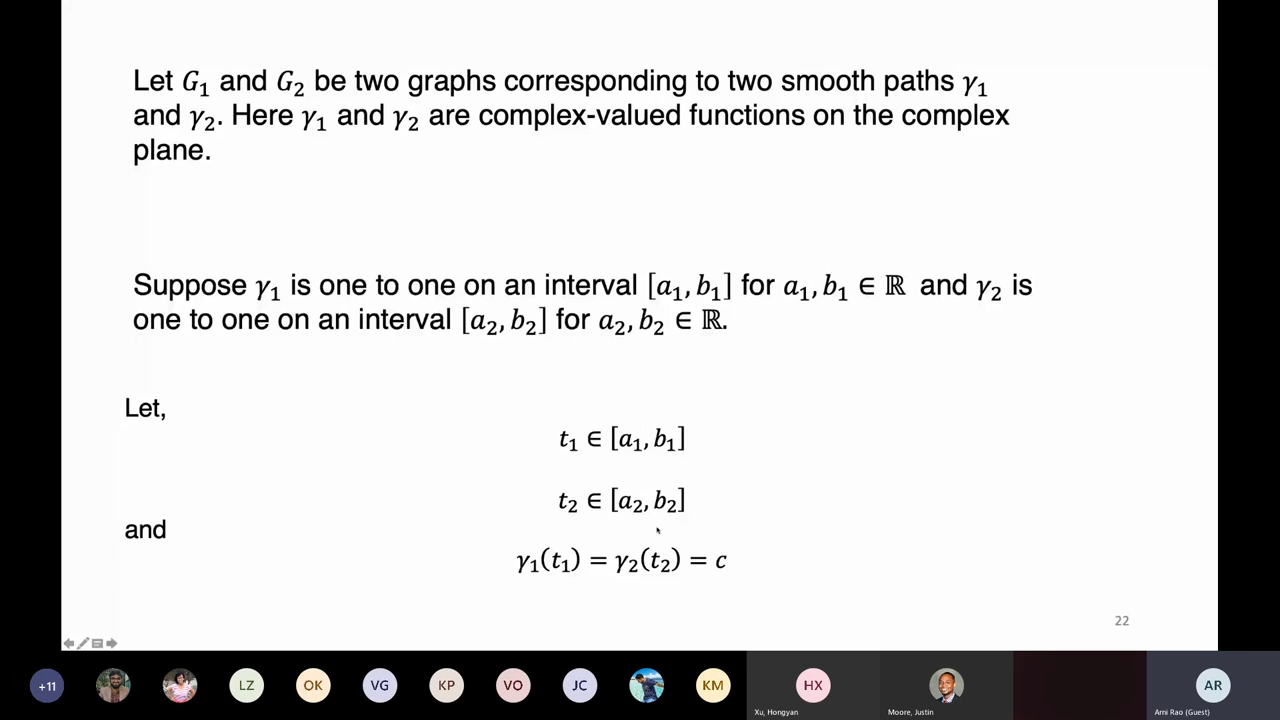 Let G₁ and G₂ be two graphs corresponding to two smooth paths γ₁
and γ₂. Here γ₁ and γ₂ are complex-valued functions on the complex
plane.
Suppose γ₁ is one to one on an interval [a₁, b₁] for a₁, b₁ ∈ ℝ and γ₂ is
one to one on an interval [a₂, b₂] for a₂, b₂ ∈ ℝ.
Let,
t₁ ∈ [a₁, b₁]
t₂ ∈ [a₂, b₂]
and
γ₁(t₁) = γ₂(t₂) = c
22
+11 LZ OK VG KP VO JC KM HX AR
Xu, Hongyan Moore, Justin Arni Rao (Guest)